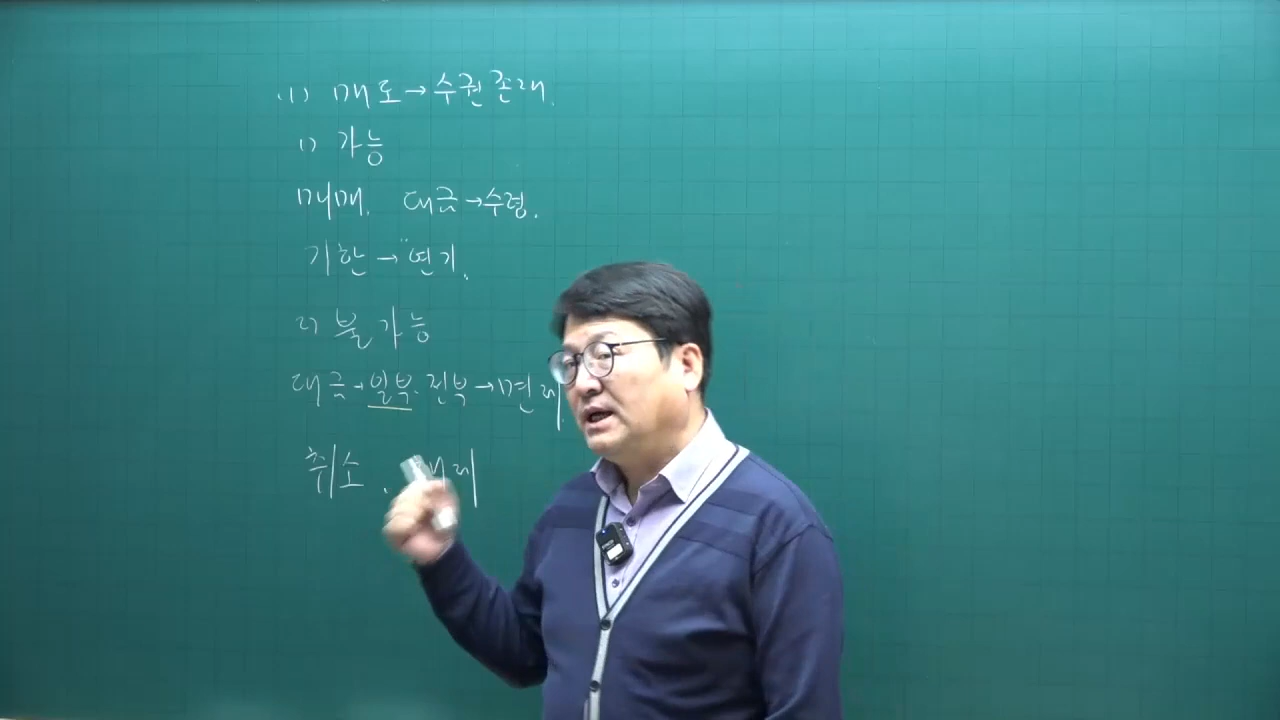 (1) 매도→수권존재.
1) 가능
매매. 대금→수령.
기한→"연기.
2) 불가능
대금→일부. 전부→면제.
취소.